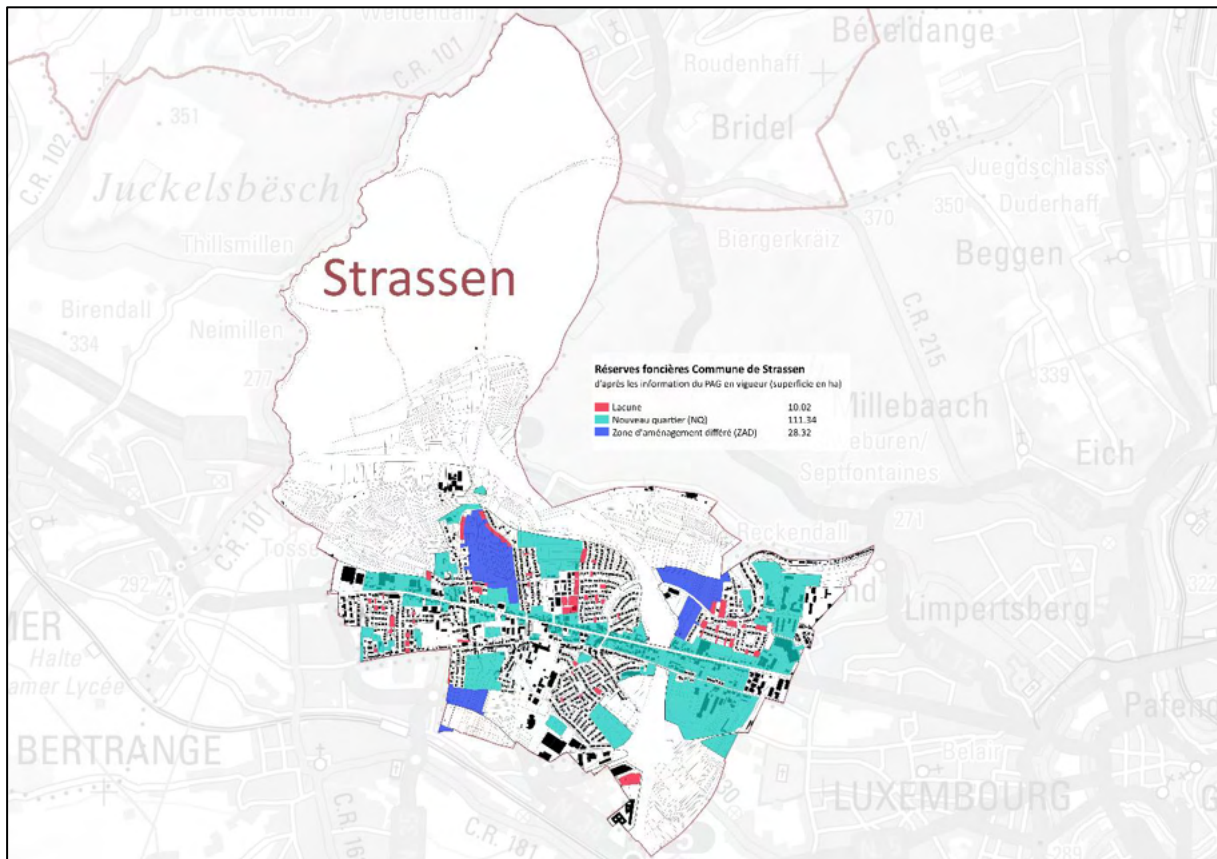 Béreldange
Roudenhaff
C.R. 101
Bridel
C.R. 181
351
C.R. 102
Juckelsbësch
Juegdschlass
370
350
Duderhaff
Thillsmillen
Biergerkräiz
Beggen
Strassen
Birendall
Neimillen
334
C.R. 215
277
339
Réserves foncières Commune de Strassen
d'après les information du PAG en vigueur (superficie en ha)
Lacune 10.02
Nouveau quartier (NQ) 111.34
Zone d'aménagement différé (ZAD) 28.32
Millebaach
Septfontaines
Eich
C.R. 101
Reckendall
292
322
Limpertsberg
Halte
BERTRANGE
Belair
LUXEMBOURG
C.R. 181
289